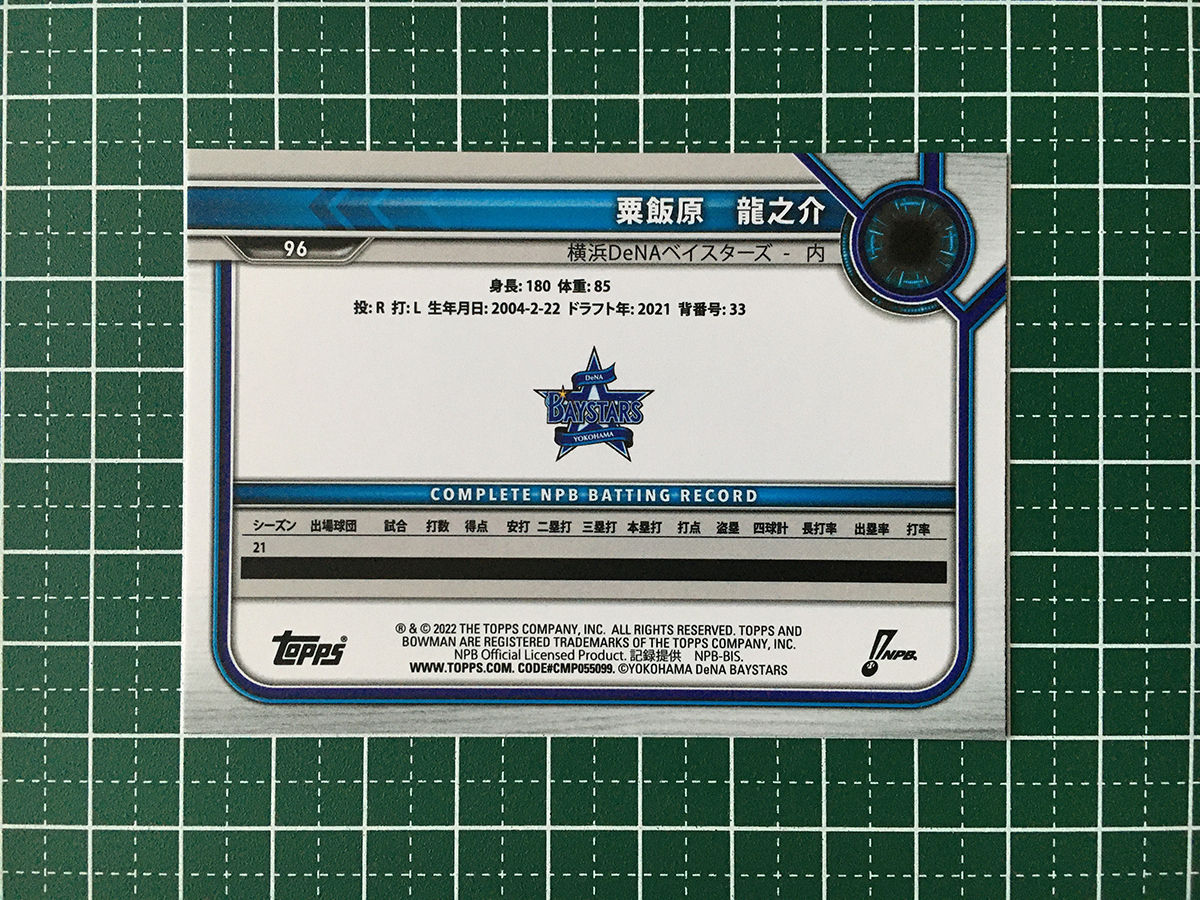 粟飯原 龍之介
96
横浜DeNAベイスターズ - 内
身長: 180 体重: 85
投: R 打: L 生年月日: 2004-2-22 ドラフト年: 2021 背番号: 33
DeNA
BAYSTARS
YOKOHAMA
COMPLETE NPB BATTING RECORD
シーズン 出場球団 試合 打数 得点 安打 二塁打 三塁打 本塁打 打点 盗塁 四球計 長打率 出塁率 打率
21
topps®
® & © 2022 THE TOPPS COMPANY, INC. ALL RIGHTS RESERVED. TOPPS AND
BOWMAN ARE REGISTERED TRADEMARKS OF THE TOPPS COMPANY, INC.
NPB Official Licensed Product. 記録提供 NPB-BIS.
WWW.TOPPS.COM. CODE#CMP055099. ©YOKOHAMA DeNA BAYSTARS
NPB